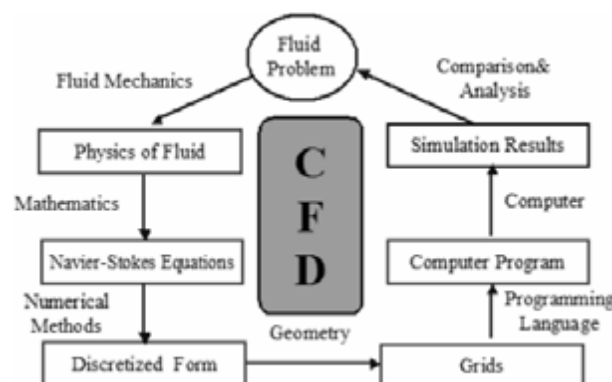 Fluid
Problem
Fluid Mechanics
Comparison&
Analysis
Physics of Fluid
C
F
D
Simulation Results
Mathematics
Computer
Navier-Stokes Equations
Computer Program
Numerical
Methods
Programming
Language
Geometry
Discretized Form
Grids